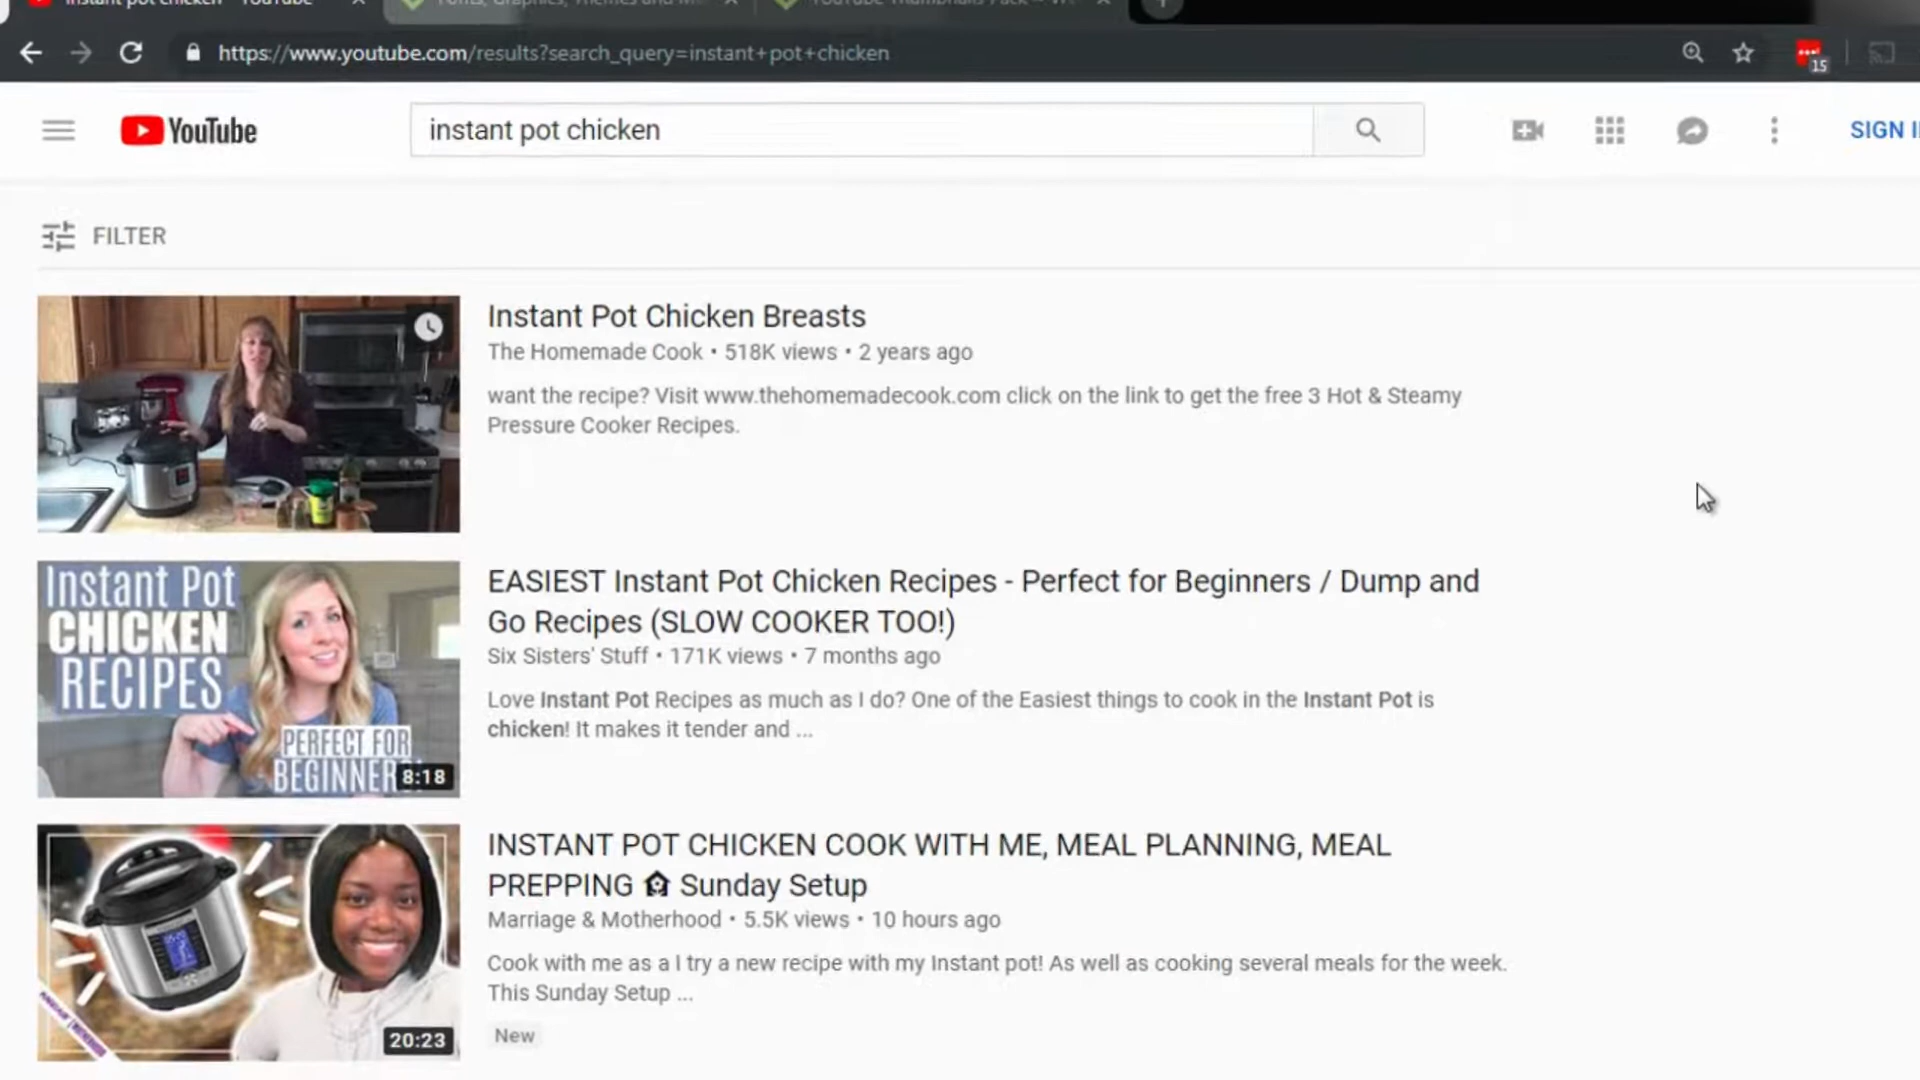 https://www.youtube.com/results?search_query=instant+pot+chicken
15
YouTube
instant pot chicken
SIGN I
FILTER
Instant Pot Chicken Breasts
The Homemade Cook • 518K views • 2 years ago
want the recipe? Visit www.thehomemadecook.com click on the link to get the free 3 Hot & Steamy
Pressure Cooker Recipes.
Instant Pot
CHICKEN
RECIPES
PERFECT FOR
BEGINNER
8:18
EASIEST Instant Pot Chicken Recipes - Perfect for Beginners / Dump and
Go Recipes (SLOW COOKER TOO!)
Six Sisters' Stuff • 171K views • 7 months ago
Love Instant Pot Recipes as much as I do? One of the Easiest things to cook in the Instant Pot is
chicken! It makes it tender and ...
20:23
INSTANT POT CHICKEN COOK WITH ME, MEAL PLANNING, MEAL
PREPPING 🏠 Sunday Setup
Marriage & Motherhood • 5.5K views • 10 hours ago
Cook with me as a I try a new recipe with my Instant pot! As well as cooking several meals for the week.
This Sunday Setup ...
New